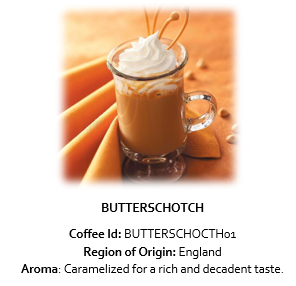 BUTTERSCHOTCH
Coffee Id: BUTTERSCHOCTH01
Region of Origin: England
Aroma: Caramelized for a rich and decadent taste.